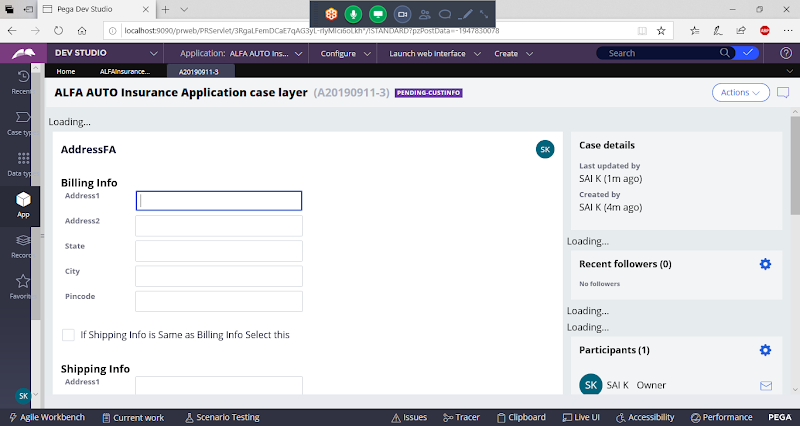 Pega Dev Studio
localhost:9090/prweb/PRServlet/3RgaLFemDCaE7qAG3yL-riyMIci6oLkh*/!STANDARD?pzPostData=-1947830078
DEV STUDIO
Application: ALFA AUTO Ins...
Configure
Launch web interface
Create
Search
Home
ALFAInsurance...
A20190911-3
ALFA AUTO Insurance Application case layer (A20190911-3) PENDING-CUSTINFO
Actions
Loading...
Recen
Case typ
Data typ
App
Recor
Favorit
SK
AddressFA
SK
Billing Info
Address1
Address2
State
City
Pincode
If Shipping Info is Same as Billing Info Select this
Shipping Info
Address1
Case details
Last updated by
SAI K (1m ago)
Created by
SAI K (4m ago)
Loading...
Recent followers (0)
No followers
Loading...
Loading...
Participants (1)
SK SAI K Owner
Agile Workbench
Current work
Scenario Testing
Issues
Tracer
Clipboard
Live UI
Accessibility
Performance
PEGA